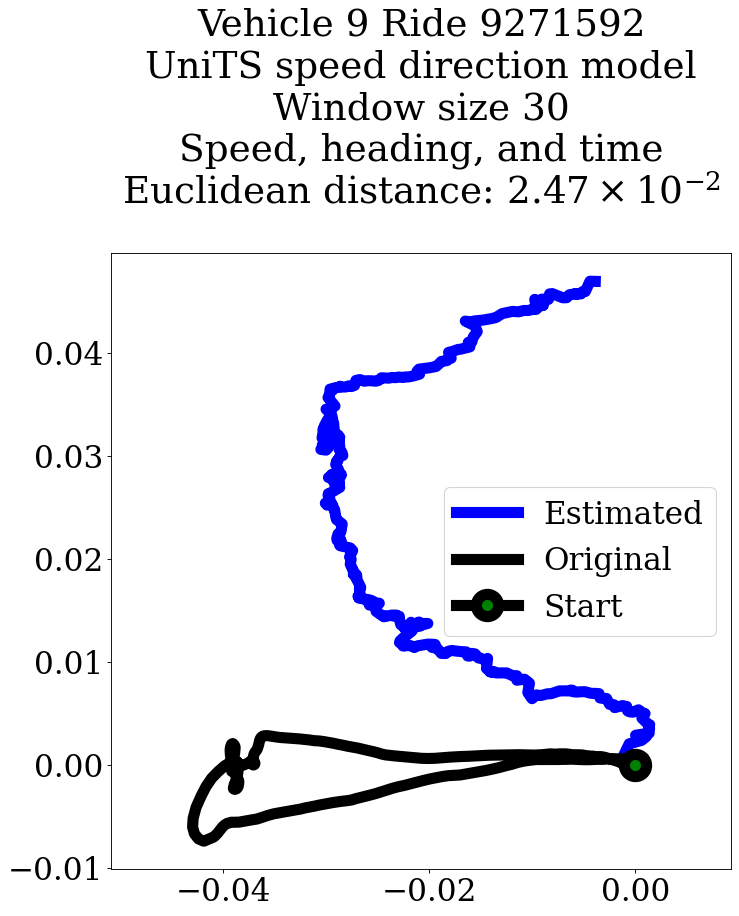 Vehicle 9 Ride 9271592
UniTS speed direction model
Window size 30
Speed, heading, and time
Euclidean distance: 2.47 × 10⁻²
0.04
0.03
0.02
0.01
0.00
−0.01
Estimated
Original
Start
−0.04
−0.02
0.00